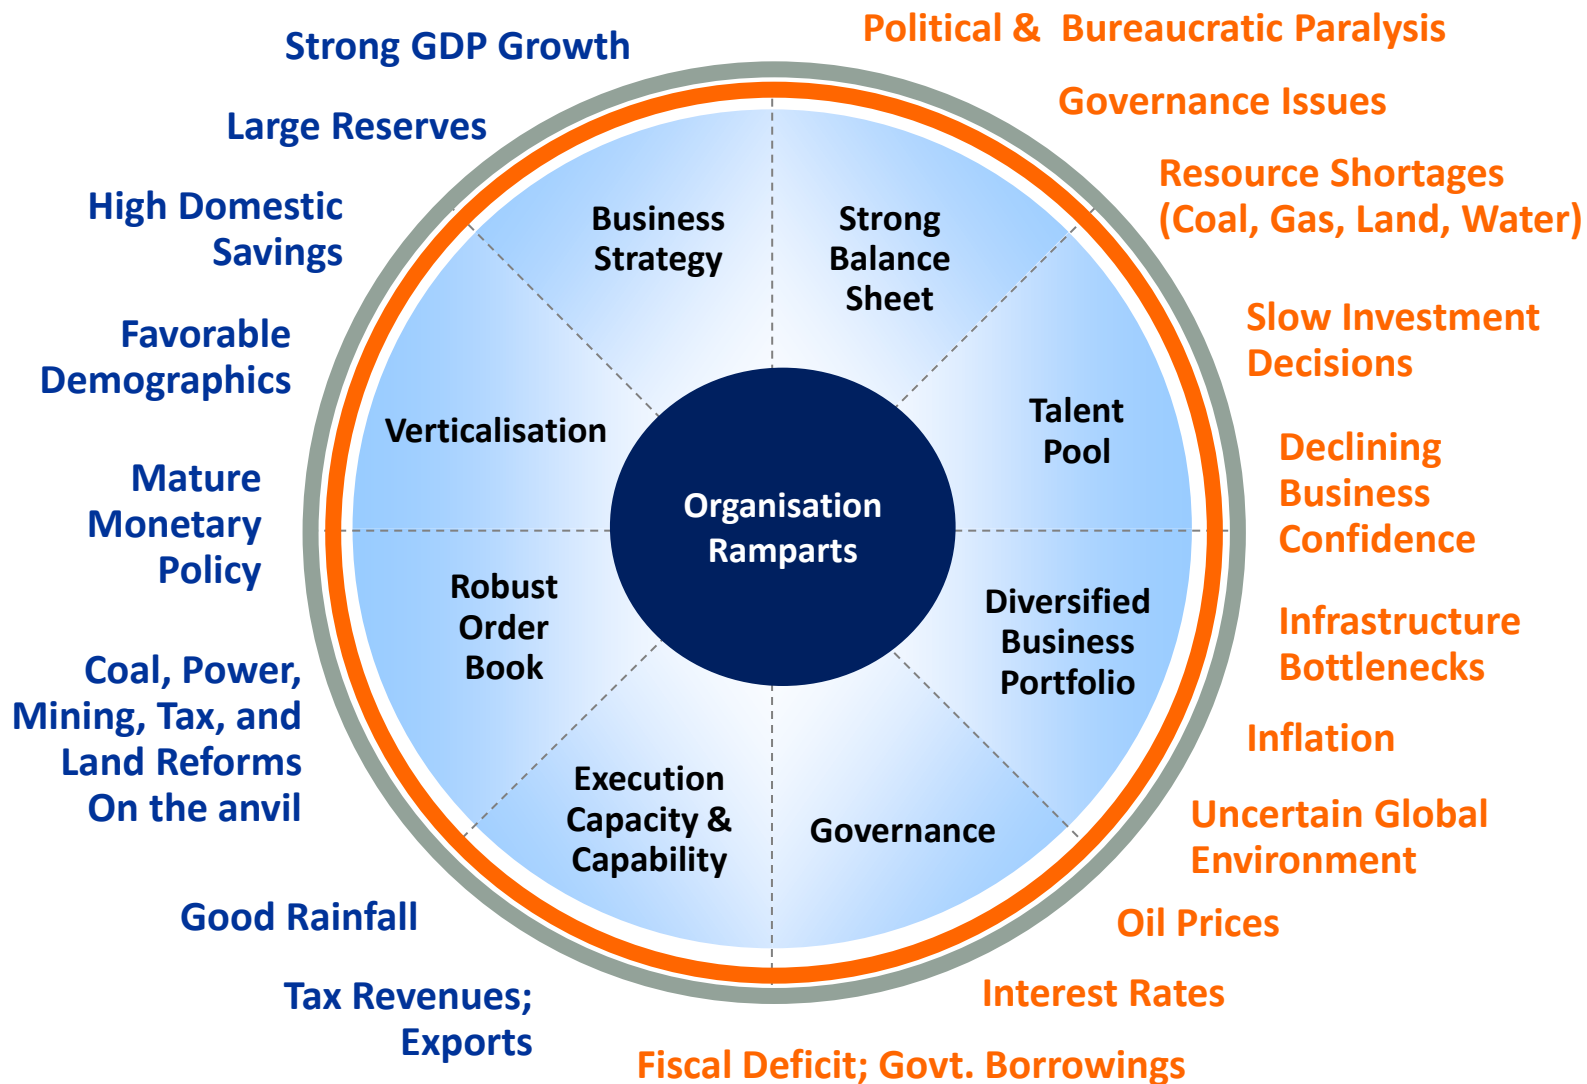 Strong GDP Growth
Large Reserves
High Domestic
Savings
Favorable
Demographics
Mature
Monetary
Policy
Coal, Power,
Mining, Tax, and
Land Reforms
On the anvil
Good Rainfall
Tax Revenues;
Exports
Political &  Bureaucratic Paralysis
Governance Issues
Resource Shortages
(Coal, Gas, Land, Water)
Slow Investment
Decisions
Declining
Business
Confidence
Infrastructure
Bottlenecks
Inflation
Uncertain Global
Environment
Oil Prices
Interest Rates
Fiscal Deficit; Govt. Borrowings
Business
Strategy
Strong
Balance
Sheet
Talent
Pool
Diversified
Business
Portfolio
Governance
Execution
Capacity &
Capability
Robust
Order
Book
Verticalisation
Organisation
Ramparts